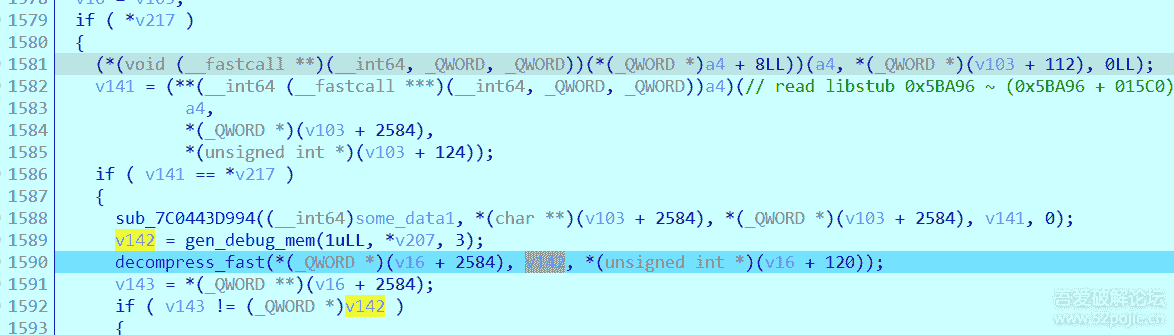 1578 v16 = v103;
1579 if ( *v217 )
1580 {
1581 (*(void (__fastcall **)(__int64, _QWORD, _QWORD))(*(_QWORD *)a4 + 8LL))(a4, *(_QWORD *)(v103 + 112), 0LL);
1582 v141 = (**(__int64 (__fastcall ***)(__int64, _QWORD, _QWORD))a4)(// read libstub 0x5BA96 ~ (0x5BA96 + 015C0)
1583 a4,
1584 *(_QWORD *)(v103 + 2584),
1585 *(unsigned int *)(v103 + 124));
1586 if ( v141 == *v217 )
1587 {
1588 sub_7C0443D994((__int64)some_data1, *(char **)(v103 + 2584), *(_QWORD *)(v103 + 2584), v141, 0);
1589 v142 = gen_debug_mem(1uLL, *v207, 3);
1590 decompress_fast(*(_QWORD *)(v16 + 2584), v142, *(unsigned int *)(v16 + 120));
1591 v143 = *(_QWORD **)(v16 + 2584);
1592 if ( v143 != (_QWORD *)v142 )
1593 {
吾爱破解论坛
www.52pojie.cn